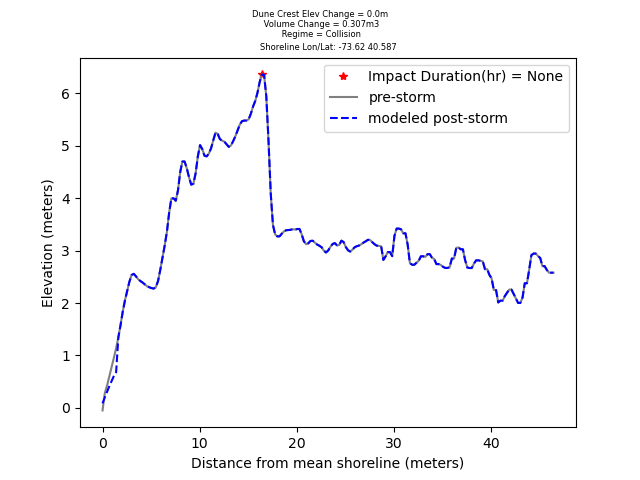 Dune Crest Elev Change = 0.0m
Volume Change = 0.307m3
Regime = Collision
Shoreline Lon/Lat: -73.62 40.587
Impact Duration(hr) = None
pre-storm
modeled post-storm
Elevation (meters)
6
5
4
3
2
1
0
0 10 20 30 40
Distance from mean shoreline (meters)